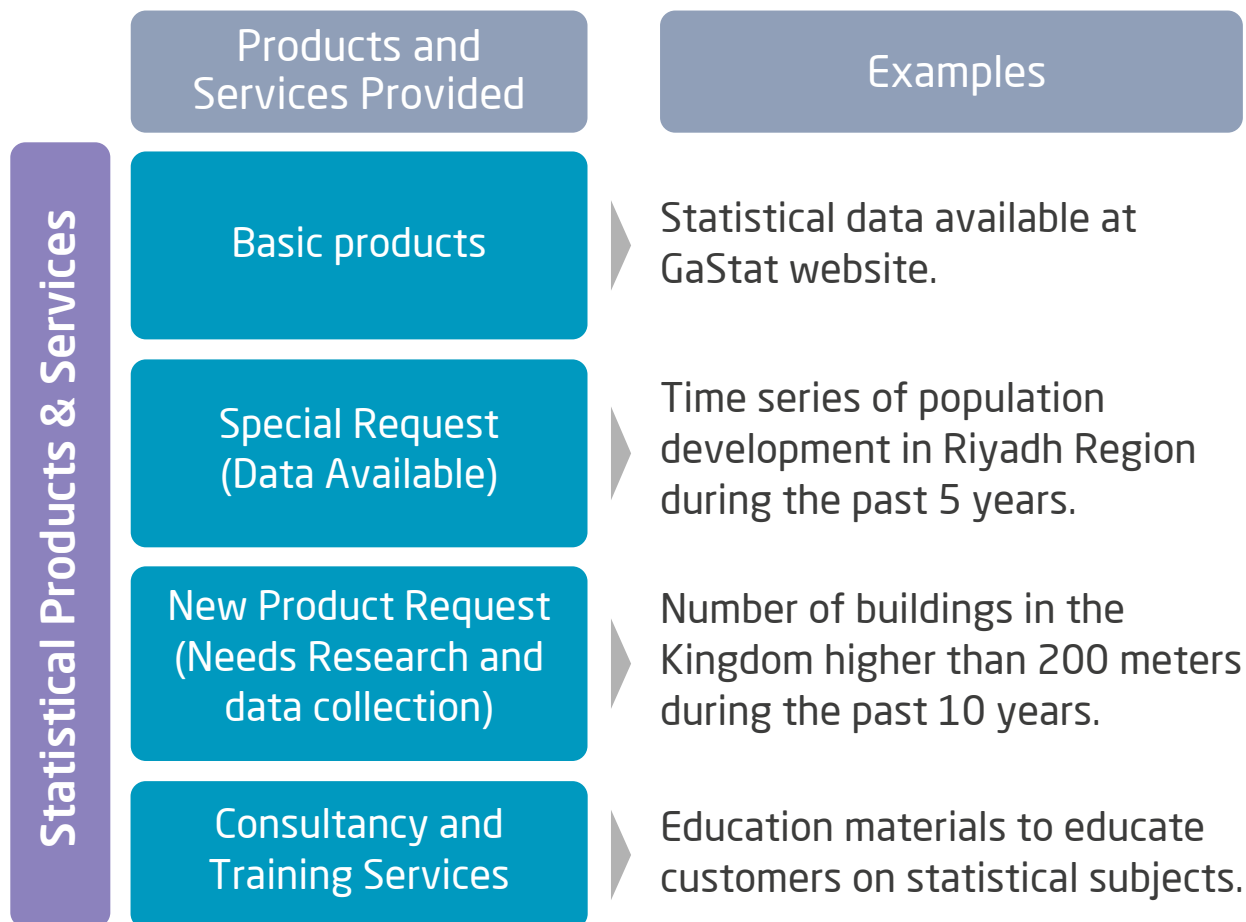 Products and
Services Provided
Examples
Statistical Products & Services
Basic products
Statistical data available at
GaStat website.
Special Request
(Data Available)
Time series of population
development in Riyadh Region
during the past 5 years.
New Product Request
(Needs Research and
data collection)
Number of buildings in the
Kingdom higher than 200 meters
during the past 10 years.
Consultancy and
Training Services
Education materials to educate
customers on statistical subjects.